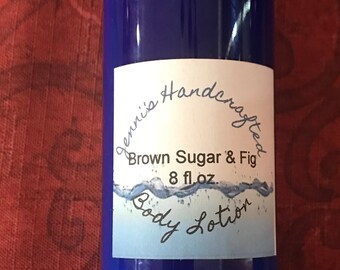 Jenni's Handcrafted
Brown Sugar & Fig
8 fl oz
Body Lotion